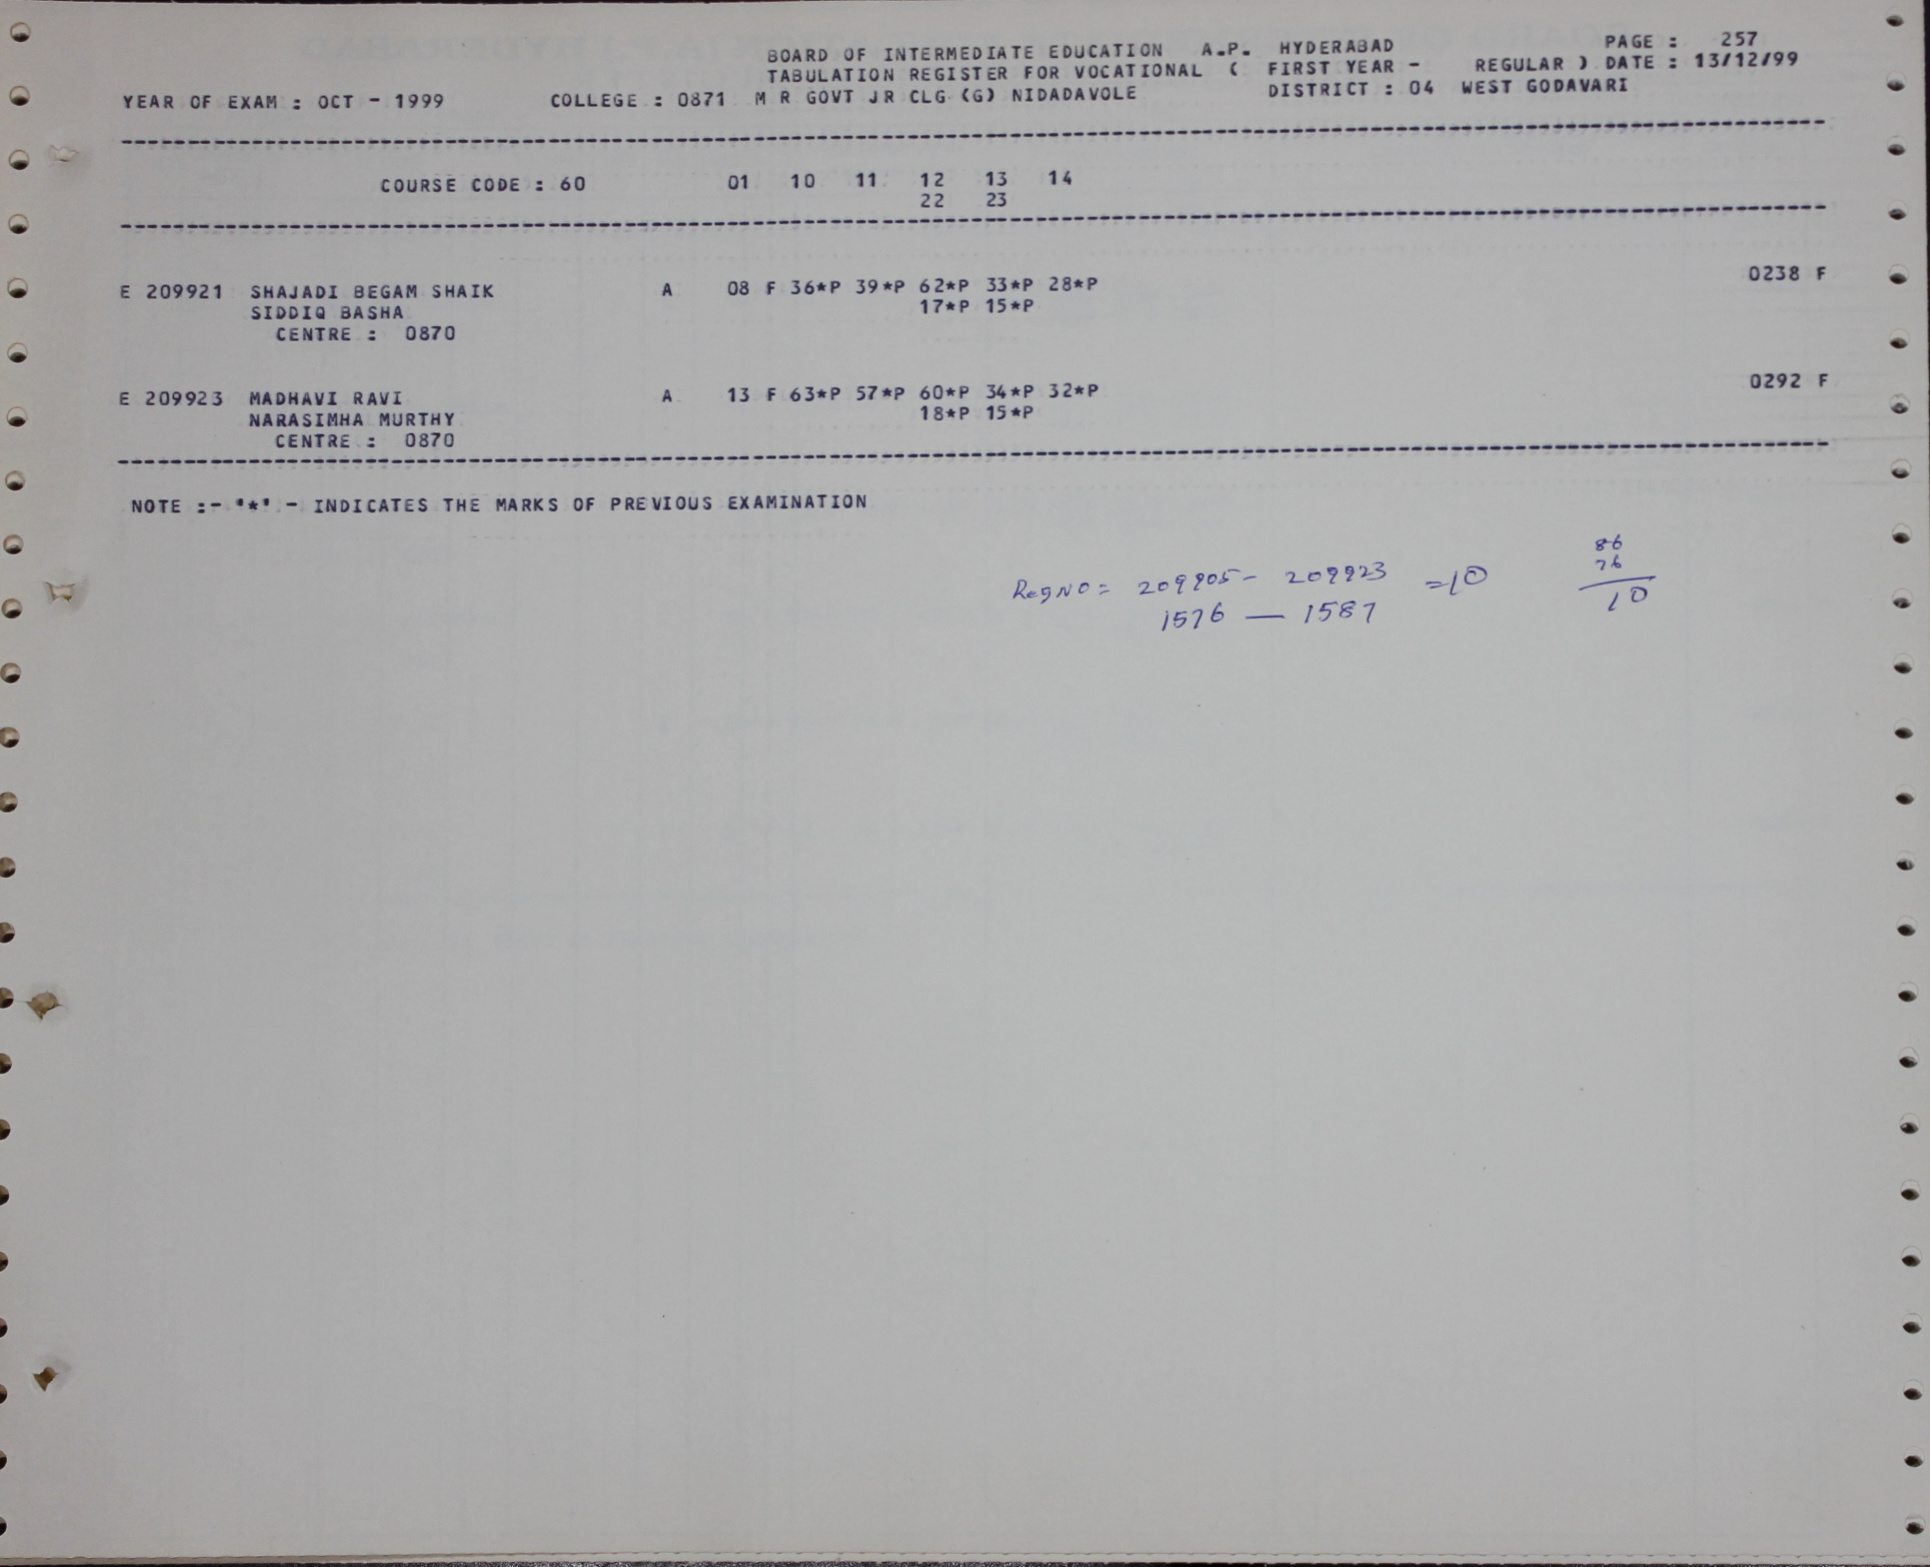 BOARD OF INTERMEDIATE EDUCATION A.P. HYDERABAD PAGE : 257
TABULATION REGISTER FOR VOCATIONAL ( FIRST YEAR - REGULAR ) DATE : 13/12/99
YEAR OF EXAM : OCT - 1999 COLLEGE : 0871 M R GOVT JR CLG (G) NIDADAVOLE DISTRICT : 04 WEST GODAVARI
COURSE CODE : 60 01 10 11 12 13 14
22 23
E 209921 SHAJADI BEGAM SHAIK A 08 F 36*P 39*P 62*P 33*P 28*P 0238 F
SIDDIQ BASHA 17*P 15*P
CENTRE : 0870
E 209923 MADHAVI RAVI A 13 F 63*P 57*P 60*P 34*P 32*P 0292 F
NARASIMHA MURTHY 18*P 15*P
CENTRE : 0870
NOTE :- '*' - INDICATES THE MARKS OF PREVIOUS EXAMINATION
86
76
RegNO = 209905 - 209923 = 10 10
1576 — 1587